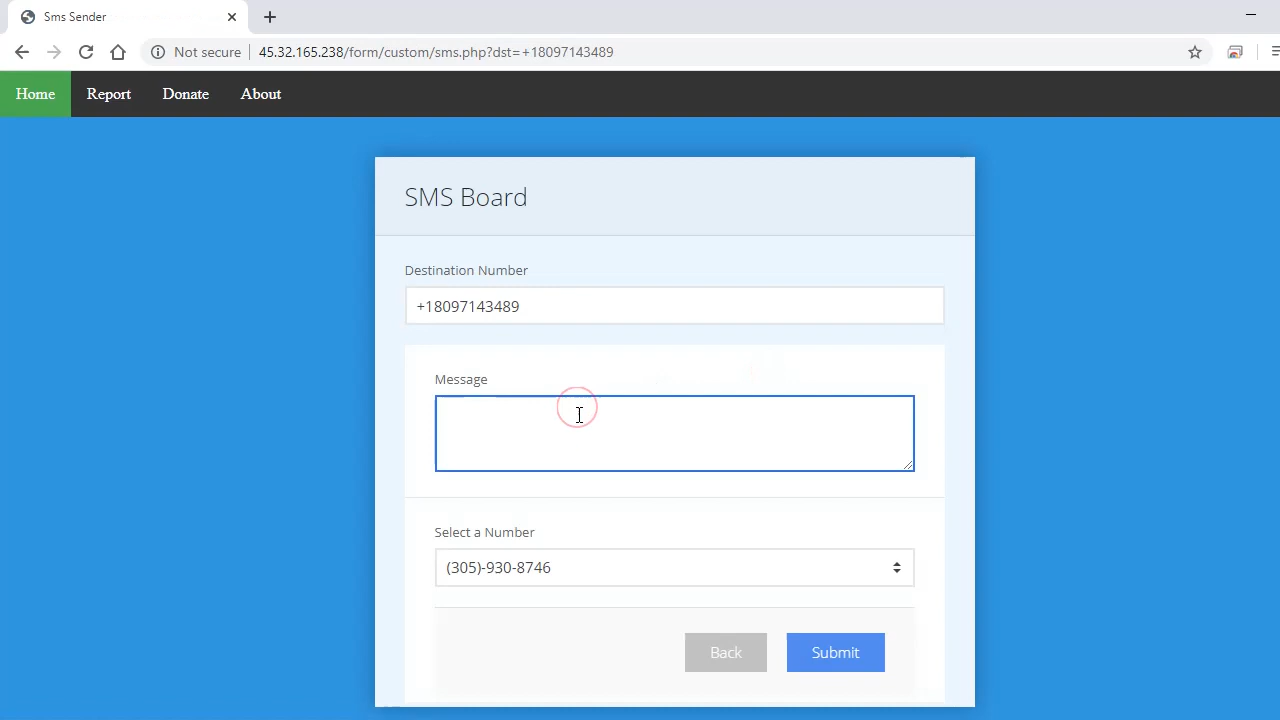 Sms Sender
Not secure
45.32.165.238/form/custom/sms.php?dst=+18097143489
Home Report Donate About
SMS Board
Destination Number
+18097143489
Message
Select a Number
(305)-930-8746
Back Submit